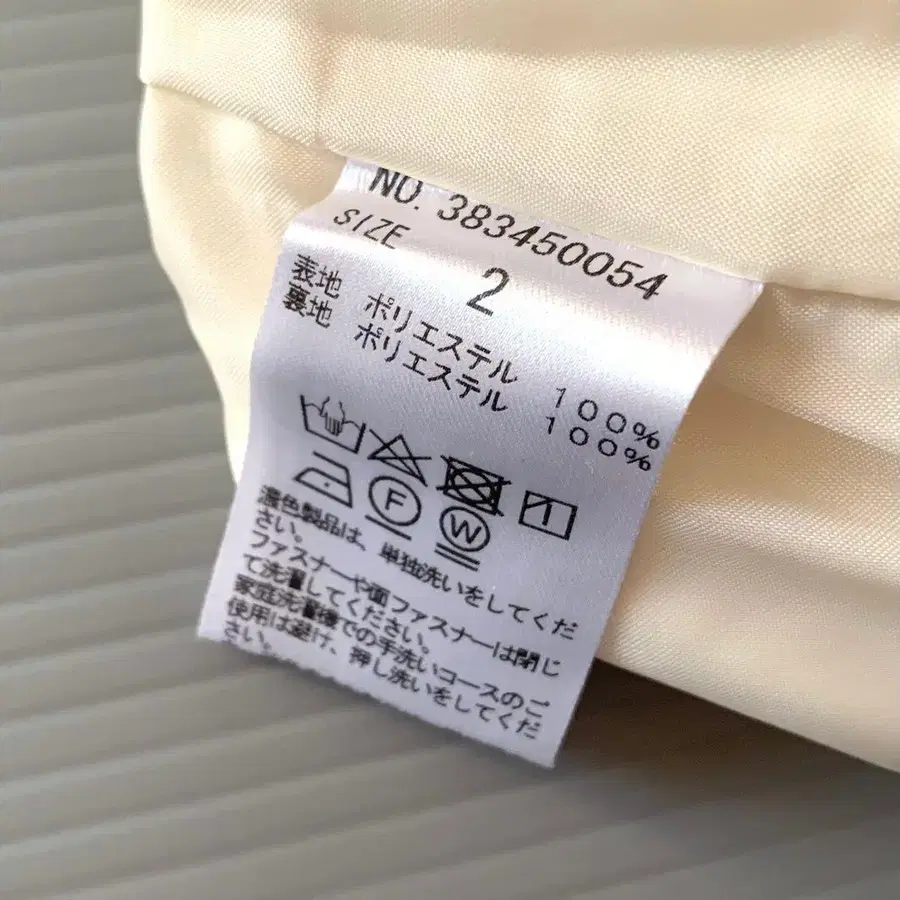 NO. 383450054
SIZE 2
表地 ポリエステル 100%
裏地 ポリエステル 100%
F W
濃色製品は、単独洗いをしてくだ
さい。
ファスナーや面ファスナーは閉じ
て洗濯してください。
家庭洗濯機での手洗いコースのご
使用は避け、押し洗いをしてくだ
さい。